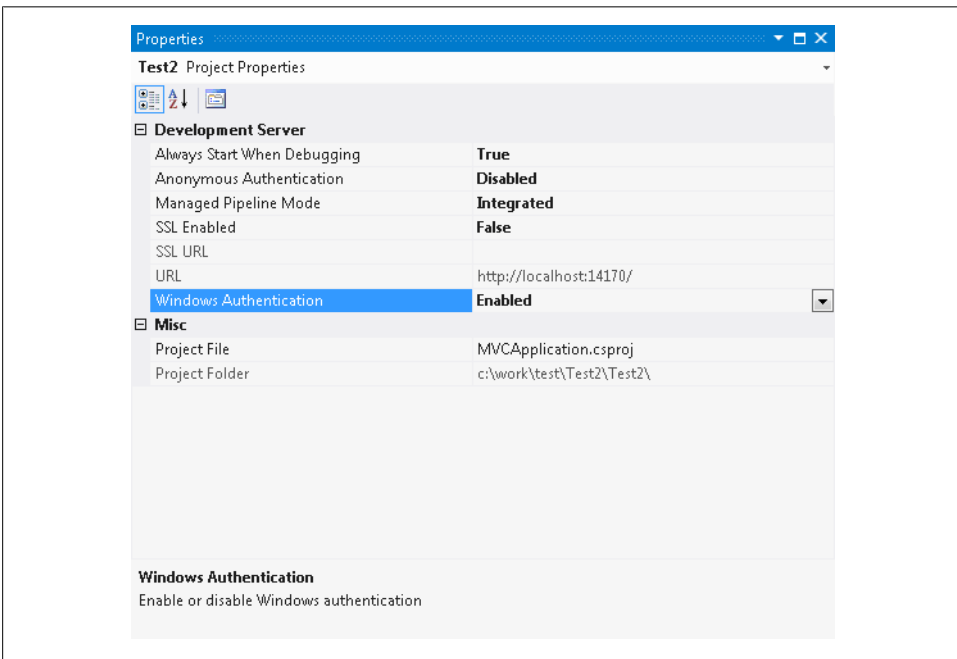 Properties
Test2 Project Properties
Development Server
Always Start When Debugging True
Anonymous Authentication Disabled
Managed Pipeline Mode Integrated
SSL Enabled False
SSL URL
URL http://localhost:14170/
Windows Authentication Enabled
Misc
Project File MVCApplication.csproj
Project Folder c:\work\test\Test2\Test2\
Windows Authentication
Enable or disable Windows authentication